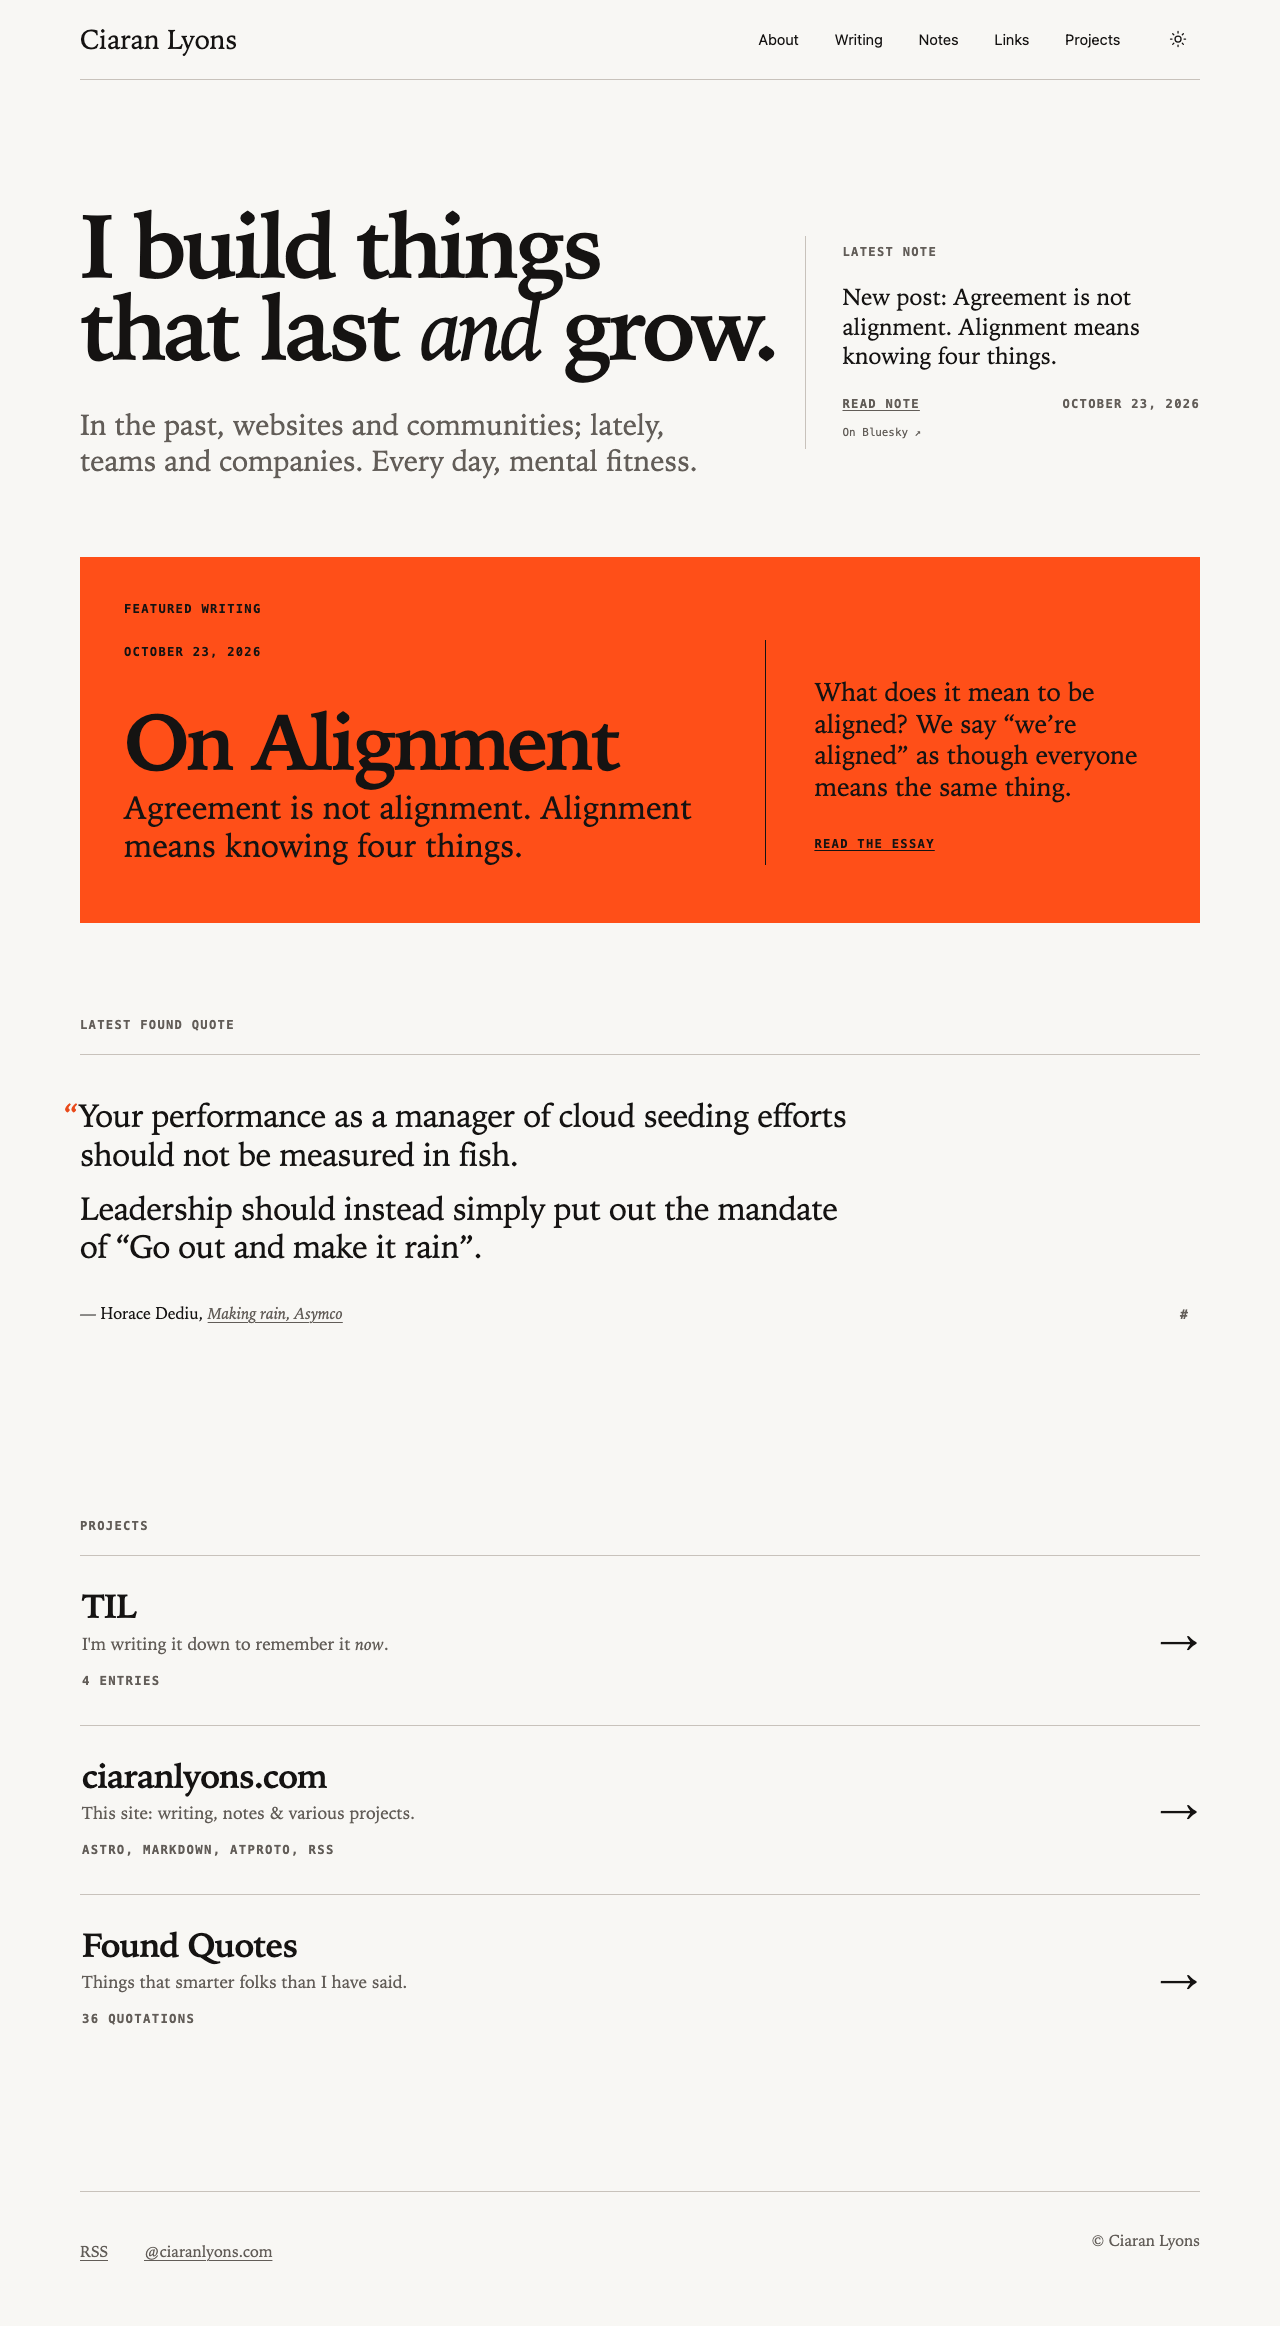 Ciaran Lyons
About
Writing
Notes
Links
Projects
I build things
that last and grow.
In the past, websites and communities; lately,
teams and companies. Every day, mental fitness.
LATEST NOTE
New post: Agreement is not
alignment. Alignment means
knowing four things.
READ NOTE
OCTOBER 23, 2026
On Bluesky ↗
FEATURED WRITING
OCTOBER 23, 2026
On Alignment
Agreement is not alignment. Alignment
means knowing four things.
What does it mean to be
aligned? We say “we’re
aligned” as though everyone
means the same thing.
READ THE ESSAY
LATEST FOUND QUOTE
“Your performance as a manager of cloud seeding efforts
should not be measured in fish.
Leadership should instead simply put out the mandate
of “Go out and make it rain”.
— Horace Dediu, Making rain, Asymco
#
PROJECTS
TIL
I'm writing it down to remember it now.
4 ENTRIES
→
ciaranlyons.com
This site: writing, notes & various projects.
ASTRO, MARKDOWN, ATPROTO, RSS
→
Found Quotes
Things that smarter folks than I have said.
36 QUOTATIONS
→
RSS
@ciaranlyons.com
© Ciaran Lyons